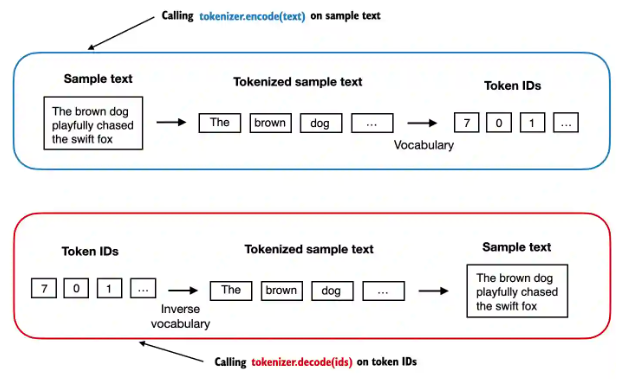 Calling tokenizer.encode(text) on sample text
Sample text
Tokenized sample text
Token IDs
The brown dog
playfully chased
the swift fox
The brown dog ...
7 0 1 ...
Vocabulary
Token IDs
Tokenized sample text
Sample text
7 0 1 ...
The brown dog ...
The brown dog
playfully chased
the swift fox
Inverse
vocabulary
Calling tokenizer.decode(ids) on token IDs